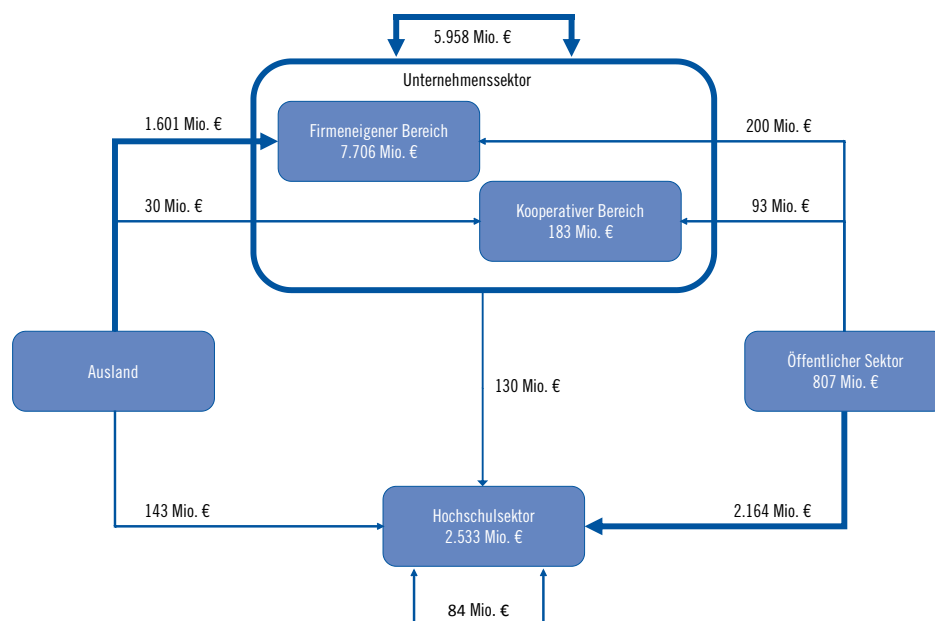 5.958 Mio. €
Unternehmenssektor
1.601 Mio. €
Firmeneigener Bereich
7.706 Mio. €
200 Mio. €
30 Mio. €
Kooperativer Bereich
183 Mio. €
93 Mio. €
Ausland
Öffentlicher Sektor
807 Mio. €
130 Mio. €
143 Mio. €
Hochschulsektor
2.533 Mio. €
2.164 Mio. €
84 Mio. €